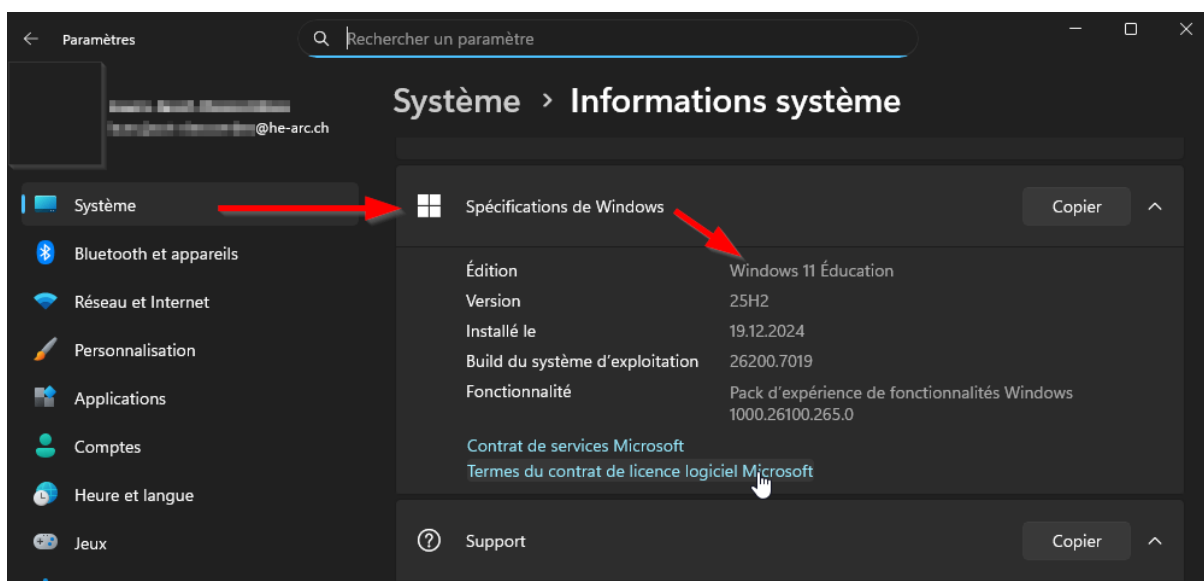 Paramètres
Rechercher un paramètre
@he-arc.ch
Système > Informations système
Système
Bluetooth et appareils
Réseau et Internet
Personnalisation
Applications
Comptes
Heure et langue
Jeux
Spécifications de Windows
Copier
Édition Windows 11 Éducation
Version 25H2
Installé le 19.12.2024
Build du système d'exploitation 26200.7019
Fonctionnalité Pack d'expérience de fonctionnalités Windows
1000.26100.265.0
Contrat de services Microsoft
Termes du contrat de licence logiciel Microsoft
Support
Copier